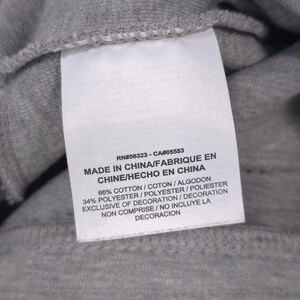 RN#56323 - CA#05553
MADE IN CHINA/FABRIQUE EN
CHINE/HECHO EN CHINA
66% COTTON / COTON / ALGODON
34% POLYESTER / POLYESTER / POLIESTER
EXCLUSIVE OF DECORATION / DECORATION
NON COMPRISE / NO INCLUYE LA
DECORACION